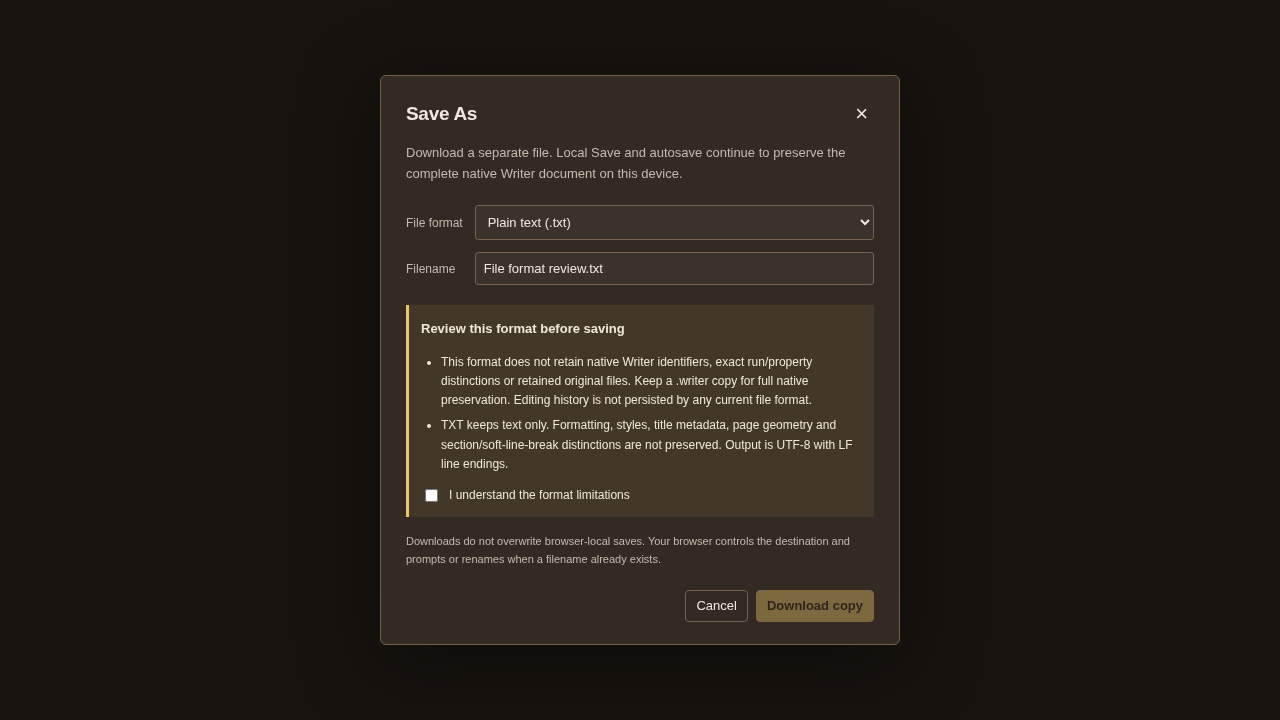 Save As
×
Download a separate file. Local Save and autosave continue to preserve the
complete native Writer document on this device.
File format
Plain text (.txt)
Filename
File format review.txt
Review this format before saving
• This format does not retain native Writer identifiers, exact run/property
distinctions or retained original files. Keep a .writer copy for full native
preservation. Editing history is not persisted by any current file format.
• TXT keeps text only. Formatting, styles, title metadata, page geometry and
section/soft-line-break distinctions are not preserved. Output is UTF-8 with LF
line endings.
I understand the format limitations
Downloads do not overwrite browser-local saves. Your browser controls the destination and
prompts or renames when a filename already exists.
Cancel
Download copy